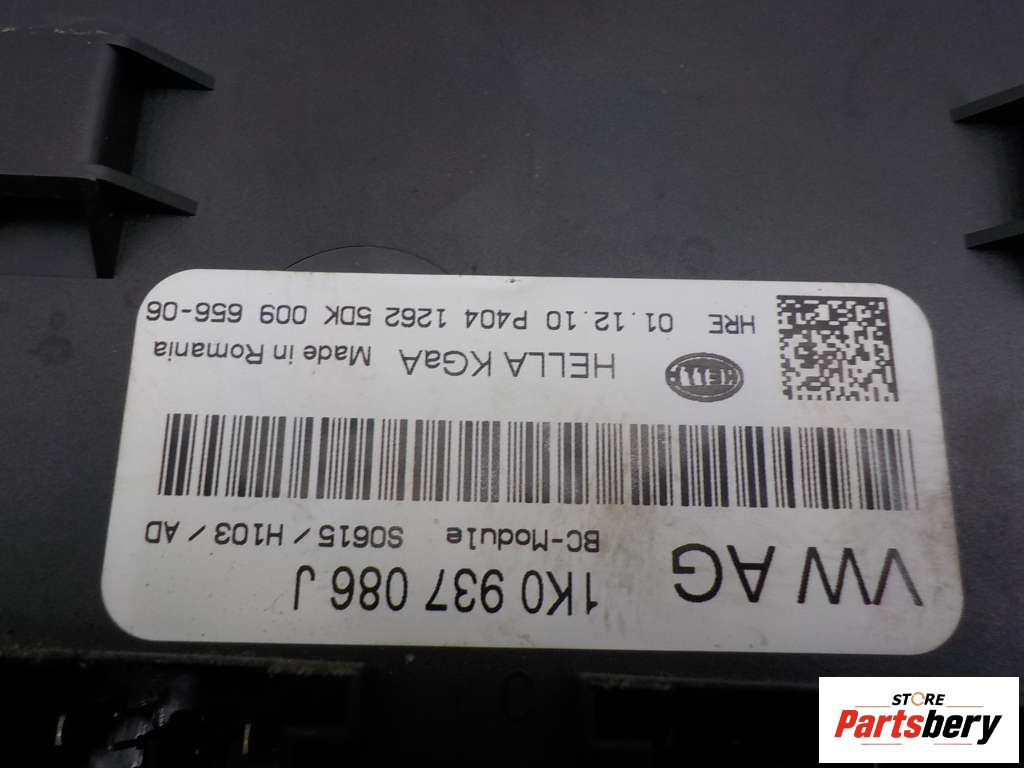 VW AG 1K0 937 086 J
BC-Module S0615 / H103 / AD
HELLA HELLA KGaA Made in Romania
HRE 01.12.10 P404 1262 5DK 009 656-06
STORE
Partsbery